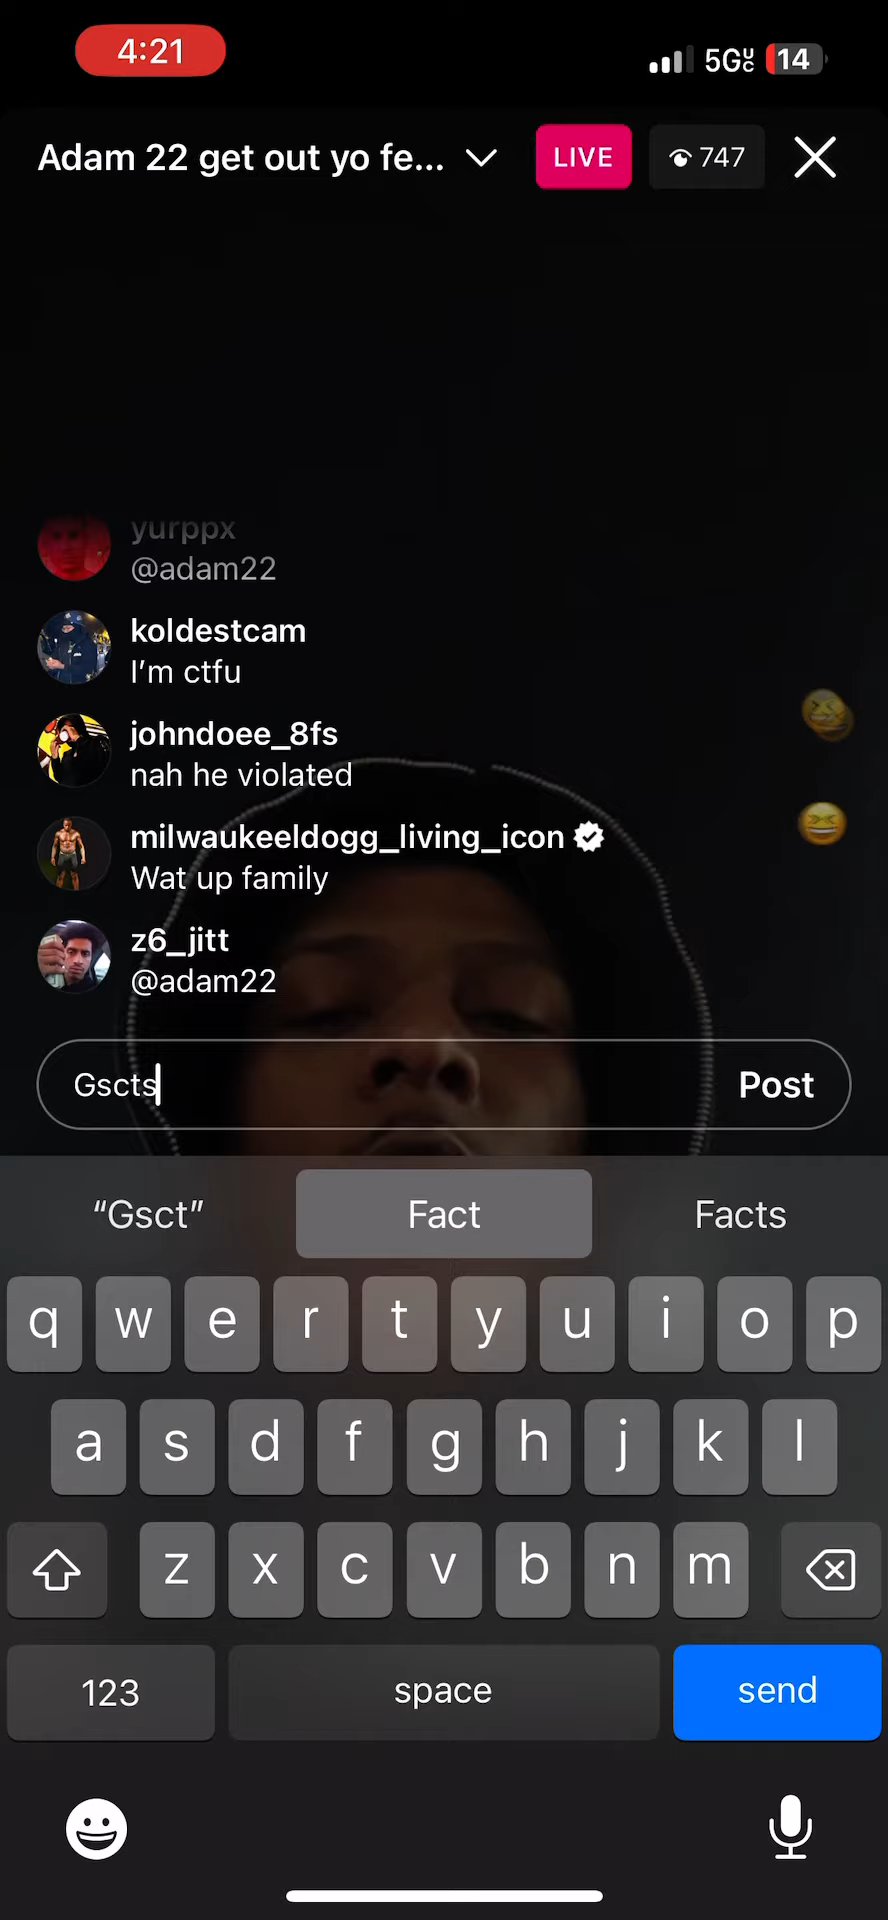 4:21
5GUC 14
Adam 22 get out yo fe... LIVE 747
yurppx
@adam22
koldestcam
I'm ctfu
johndoee_8fs
nah he violated
milwaukeeldogg_living_icon
Wat up family
z6_jitt
@adam22
Gscts Post
“Gsct” Fact Facts
q w e r t y u i o p
a s d f g h j k l
z x c v b n m
123 space send